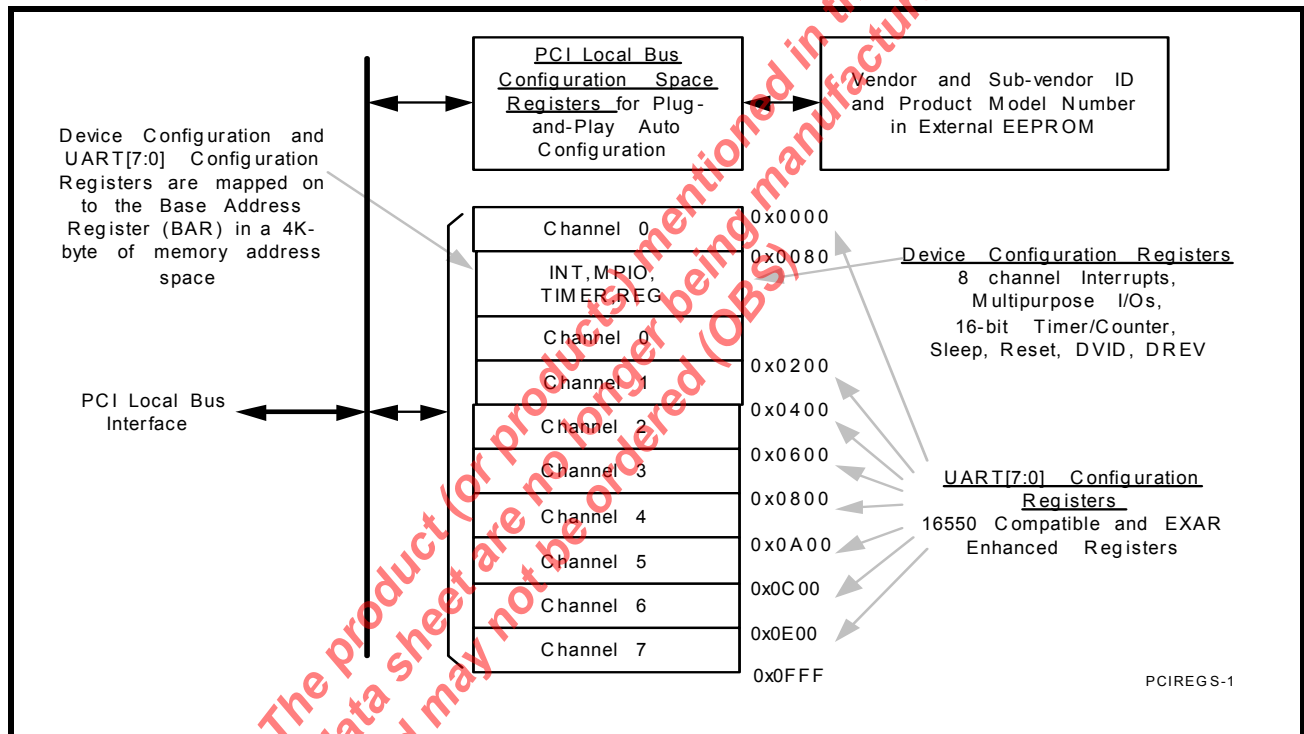 PCI Local Bus
Configuration Space
Registers for Plug-
and-Play Auto
Configuration
Vendor and Sub-vendor ID
and Product Model Number
in External EEPROM
Device Configuration and
UART[7:0] Configuration
Registers are mapped on
to the Base Address
Register (BAR) in a 4K-
byte of memory address
space
PCI Local Bus
Interface
Channel 0
INT,MPIO,
TIMER,REG
Channel 0
Channel 1
Channel 2
Channel 3
Channel 4
Channel 5
Channel 6
Channel 7
0x0000
0x0080
0x0200
0x0400
0x0600
0x0800
0x0A00
0x0C00
0x0E00
0x0FFF
Device Configuration Registers
8 channel Interrupts,
Multipurpose I/Os,
16-bit Timer/Counter,
Sleep, Reset, DVID, DREV
UART[7:0] Configuration
Registers
16550 Compatible and EXAR
Enhanced Registers
PCIREGS-1
The product (or products) mentioned in
data sheet are no longer being
may not be ordered (OBS)